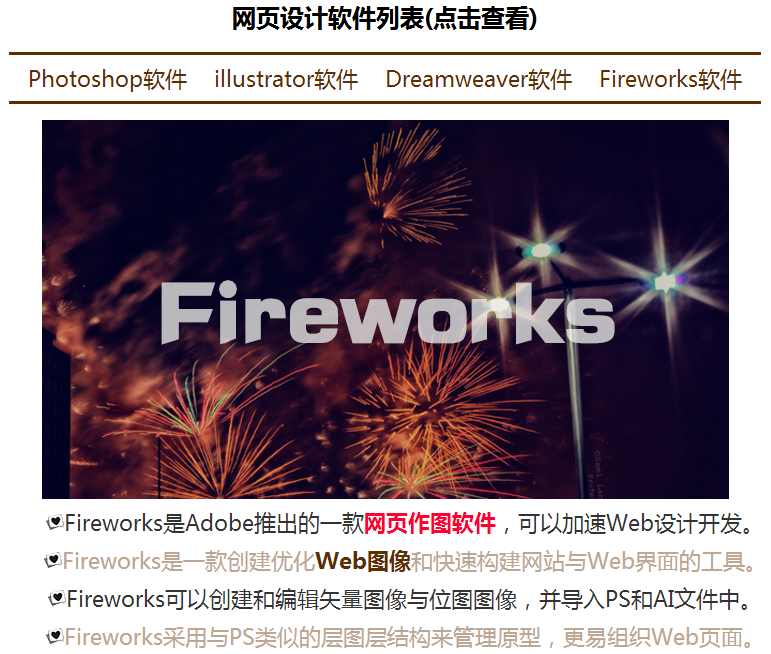 网页设计软件列表(点击查看)
Photoshop软件 illustrator软件 Dreamweaver软件 Fireworks软件
Fireworks
Fireworks是Adobe推出的一款网页作图软件，可以加速Web设计开发。
Fireworks是一款创建优化Web图像和快速构建网站与Web界面的工具。
Fireworks可以创建和编辑矢量图像与位图图像，并导入PS和AI文件中。
Fireworks采用与PS类似的层图层结构来管理原型，更易组织Web页面。